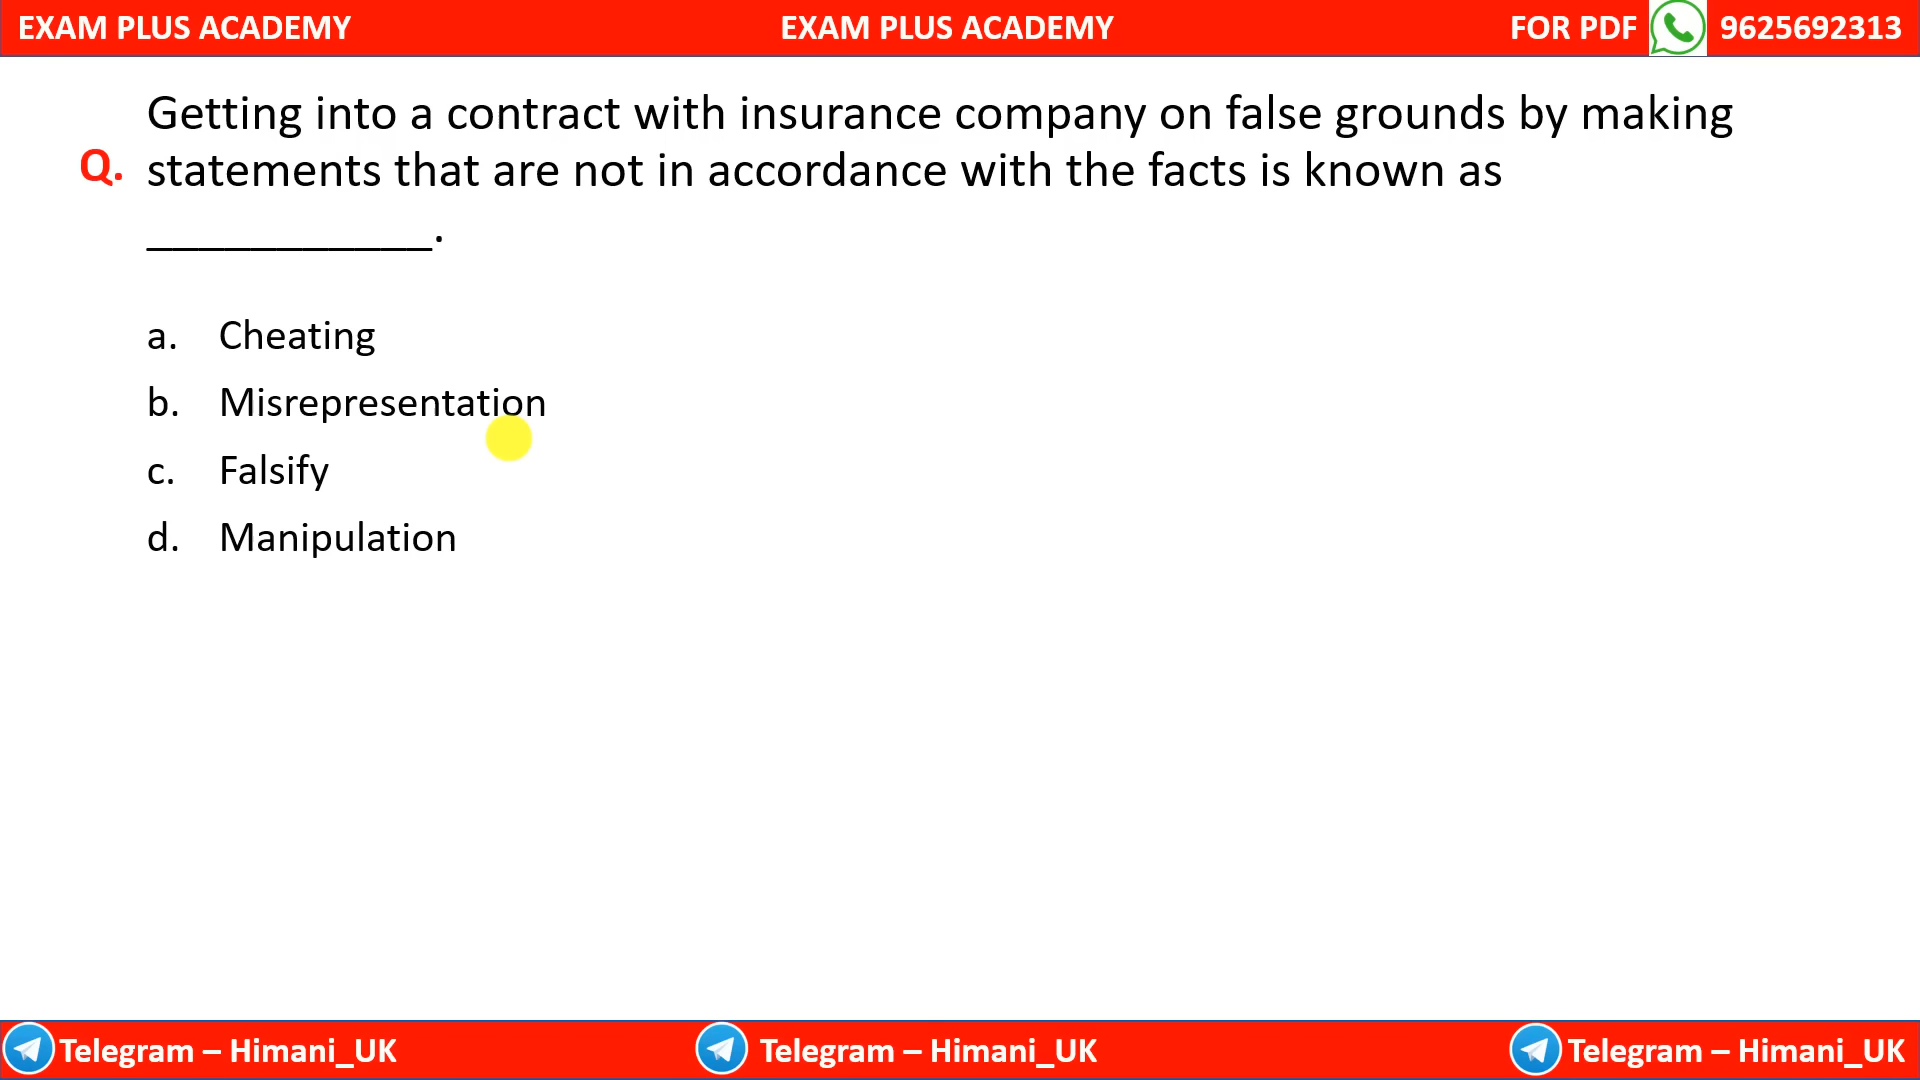 EXAM PLUS ACADEMY EXAM PLUS ACADEMY FOR PDF 9625692313
Getting into a contract with insurance company on false grounds by making
Q. statements that are not in accordance with the facts is known as
___________.
a. Cheating
b. Misrepresentation
c. Falsify
d. Manipulation
Telegram – Himani_UK Telegram – Himani_UK Telegram – Himani_UK